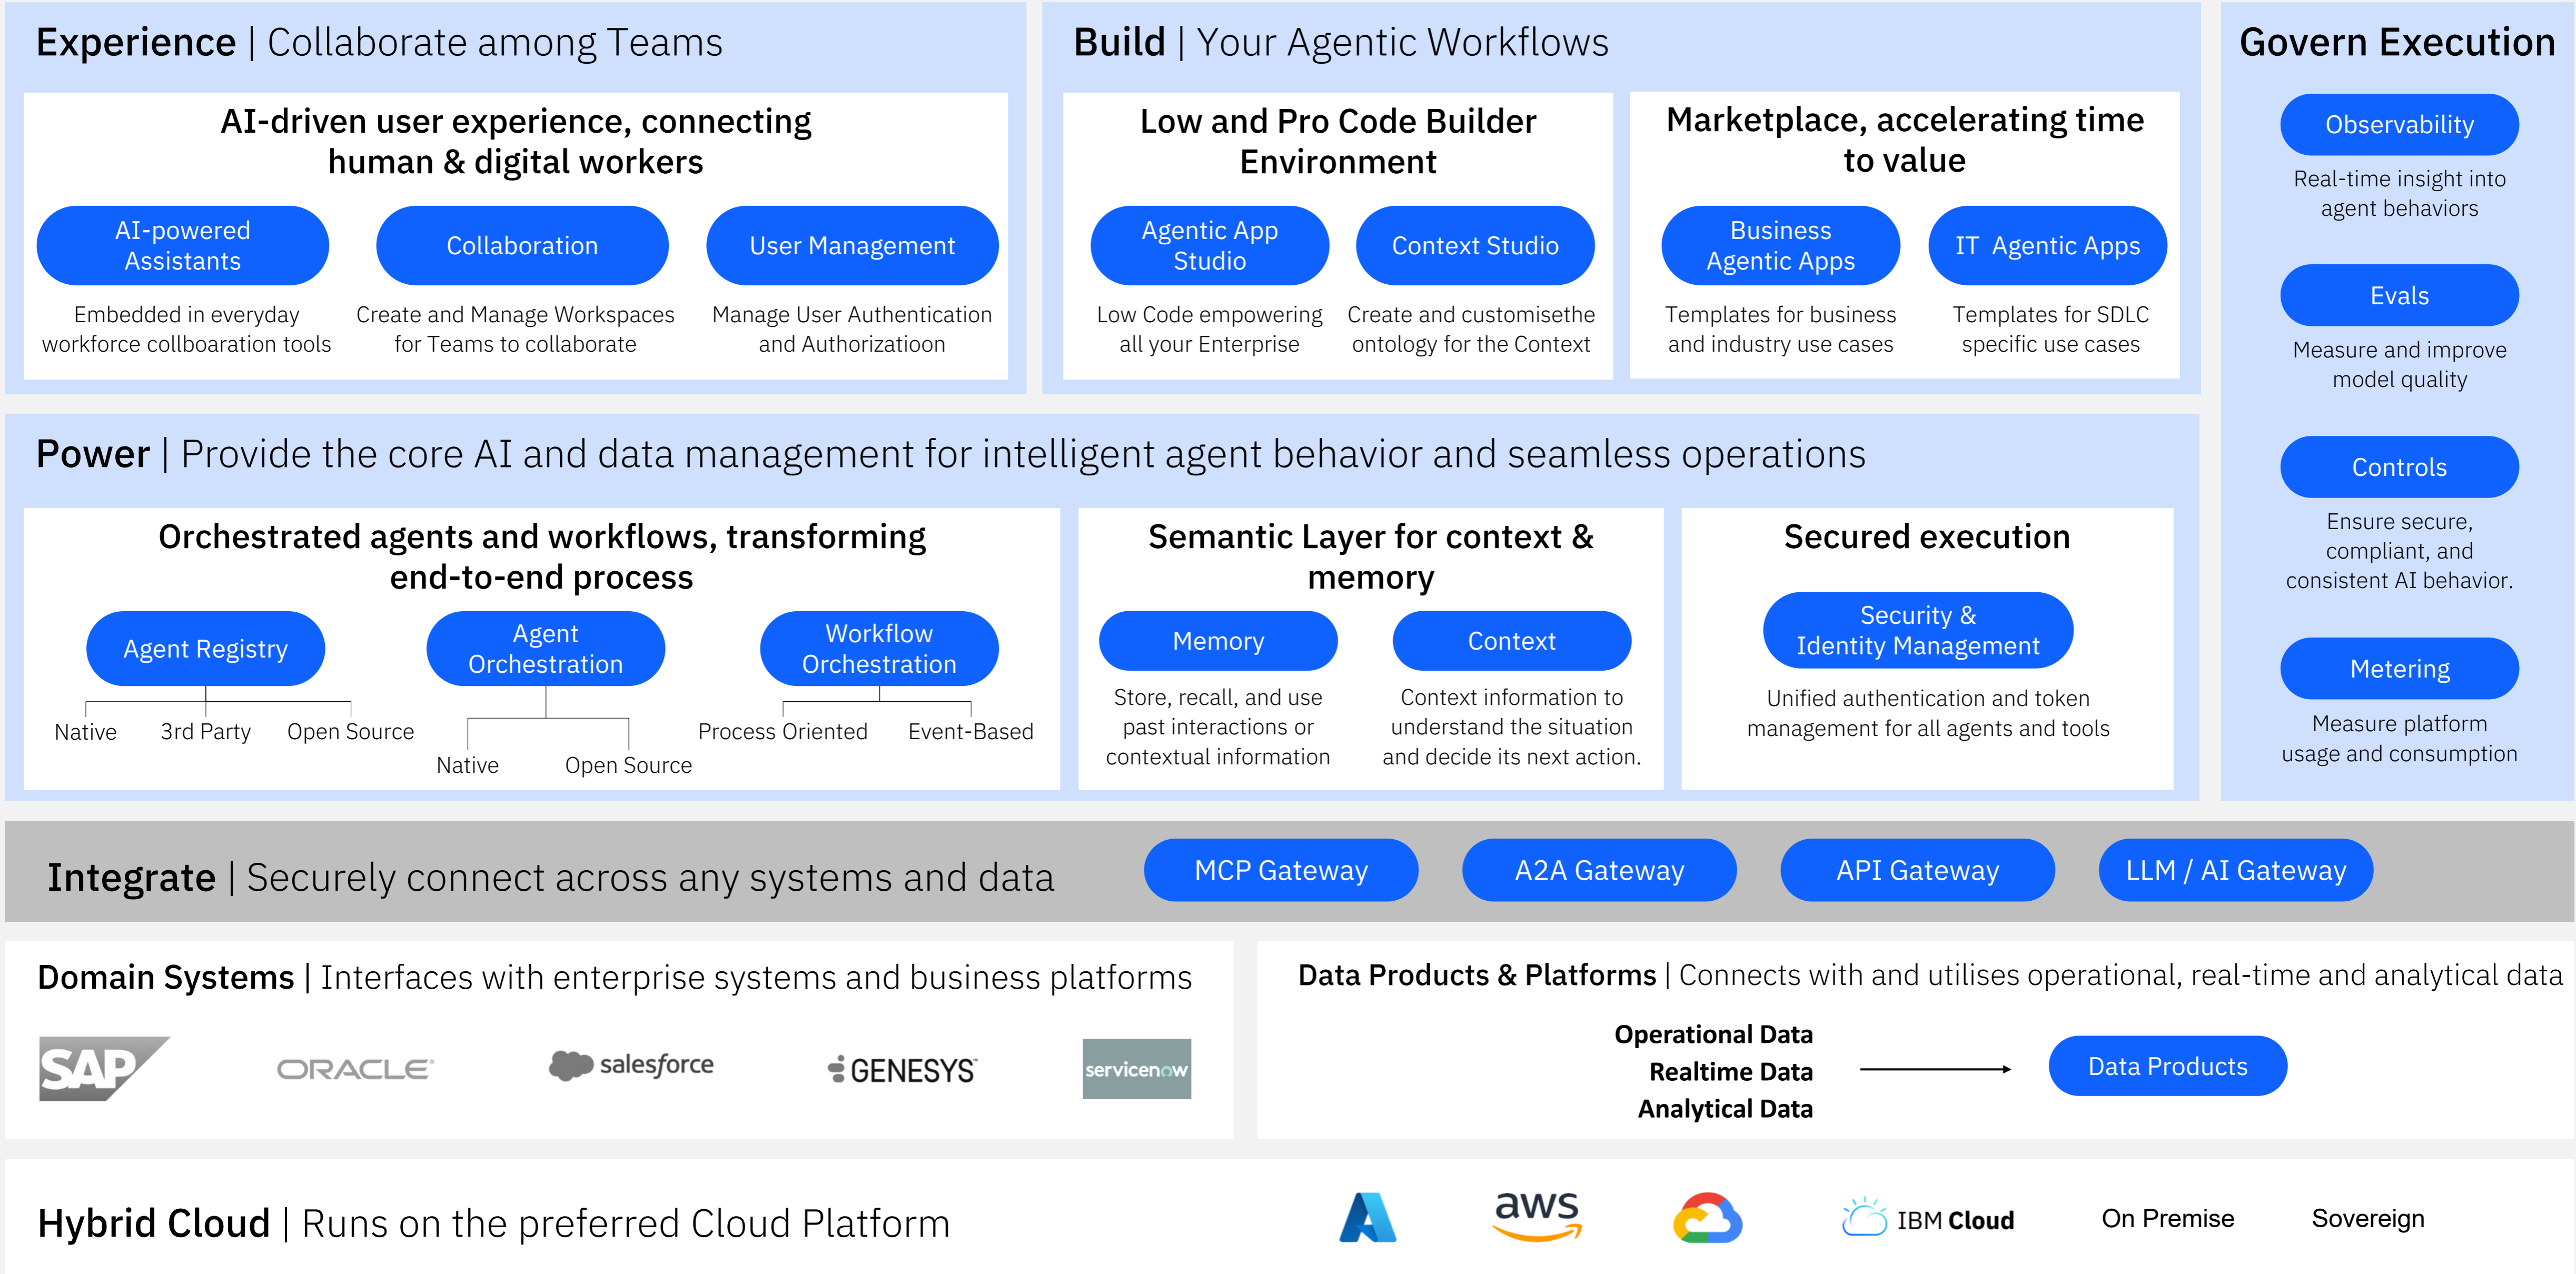 Experience | Collaborate among Teams
AI-driven user experience, connecting
human & digital workers
AI-powered
Assistants
Embedded in everyday
workforce collboaration tools
Collaboration
Create and Manage Workspaces
for Teams to collaborate
User Management
Manage User Authentication
and Authorizatioon
Build | Your Agentic Workflows
Low and Pro Code Builder
Environment
Agentic App
Studio
Low Code empowering
all your Enterprise
Context Studio
Create and customisethe
ontology for the Context
Marketplace, accelerating time
to value
Business
Agentic Apps
Templates for business
and industry use cases
IT Agentic Apps
Templates for SDLC
specific use cases
Govern Execution
Observability
Real-time insight into
agent behaviors
Evals
Measure and improve
model quality
Controls
Ensure secure,
compliant, and
consistent AI behavior.
Metering
Measure platform
usage and consumption
Power | Provide the core AI and data management for intelligent agent behavior and seamless operations
Orchestrated agents and workflows, transforming
end-to-end process
Agent Registry
Native
3rd Party
Open Source
Agent
Orchestration
Native
Open Source
Workflow
Orchestration
Process Oriented
Event-Based
Semantic Layer for context &
memory
Memory
Store, recall, and use
past interactions or
contextual information
Context
Context information to
understand the situation
and decide its next action.
Secured execution
Security &
Identity Management
Unified authentication and token
management for all agents and tools
Integrate | Securely connect across any systems and data
MCP Gateway
A2A Gateway
API Gateway
LLM / AI Gateway
Domain Systems | Interfaces with enterprise systems and business platforms
SAP
ORACLE
salesforce
GENESYS
servicenow
Data Products & Platforms | Connects with and utilises operational, real-time and analytical data
Operational Data
Realtime Data
Analytical Data
Data Products
Hybrid Cloud | Runs on the preferred Cloud Platform
aws
IBM Cloud
On Premise
Sovereign